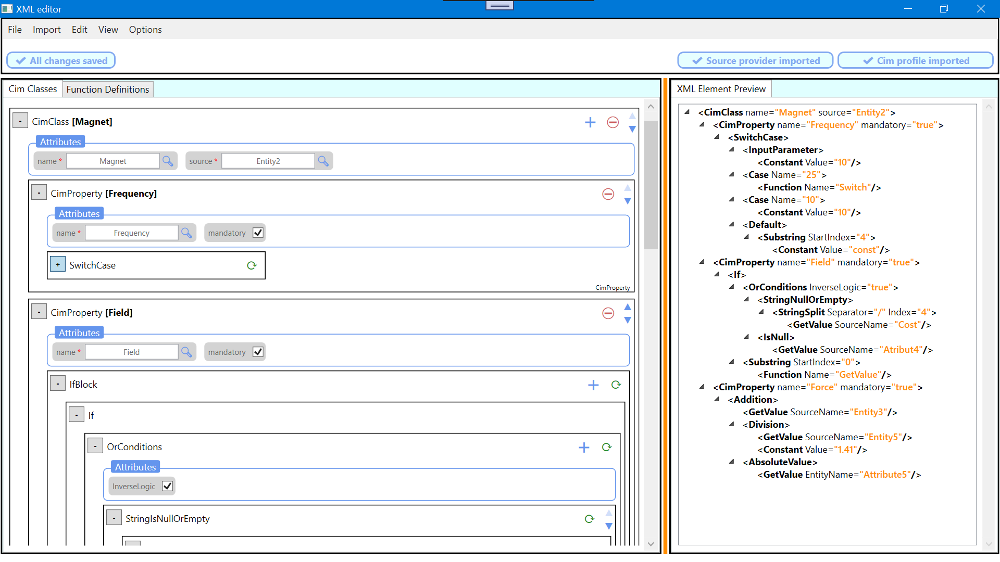 XML editor
File Import Edit View Options
All changes saved
Source provider imported
Cim profile imported
Cim Classes Function Definitions
- CimClass [Magnet]
Attributes
name * Magnet source * Entity2
- CimProperty [Frequency]
Attributes
name * Frequency mandatory
+ SwitchCase
CimProperty
- CimProperty [Field]
Attributes
name * Field mandatory
- IfBlock
- If
- OrConditions
Attributes
InverseLogic
- StringIsNullOrEmpty
XML Element Preview
<CimClass name="Magnet" source="Entity2">
<CimProperty name="Frequency" mandatory="true">
<SwitchCase>
<InputParameter>
<Constant Value="10"/>
<Case Name="25">
<Function Name="Switch"/>
<Case Name="10">
<Constant Value="10"/>
<Default>
<Substring StartIndex="4">
<Constant Value="const"/>
<CimProperty name="Field" mandatory="true">
<If>
<OrConditions InverseLogic="true">
<StringNullOrEmpty>
<StringSplit Separator="/" Index="4">
<GetValue SourceName="Cost"/>
<IsNull>
<GetValue SourceName="Atribut4"/>
<Substring StartIndex="0">
<Function Name="GetValue"/>
<CimProperty name="Force" mandatory="true">
<Addition>
<GetValue SourceName="Entity3"/>
<Division>
<GetValue SourceName="Entity5"/>
<Constant Value="1.41"/>
<AbsoluteValue>
<GetValue EntityName="Attribute5"/>